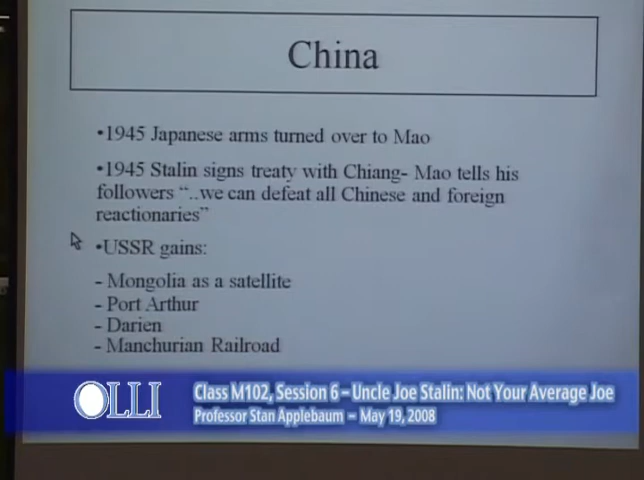 China
•1945 Japanese arms turned over to Mao
•1945 Stalin signs treaty with Chiang- Mao tells his
followers “..we can defeat all Chinese and foreign
reactionaries”
•USSR gains:
- Mongolia as a satellite
- Port Arthur
- Darien
- Manchurian Railroad
OLLI
Class M102, Session 6 – Uncle Joe Stalin: Not Your Average Joe
Professor Stan Applebaum – May 19, 2008